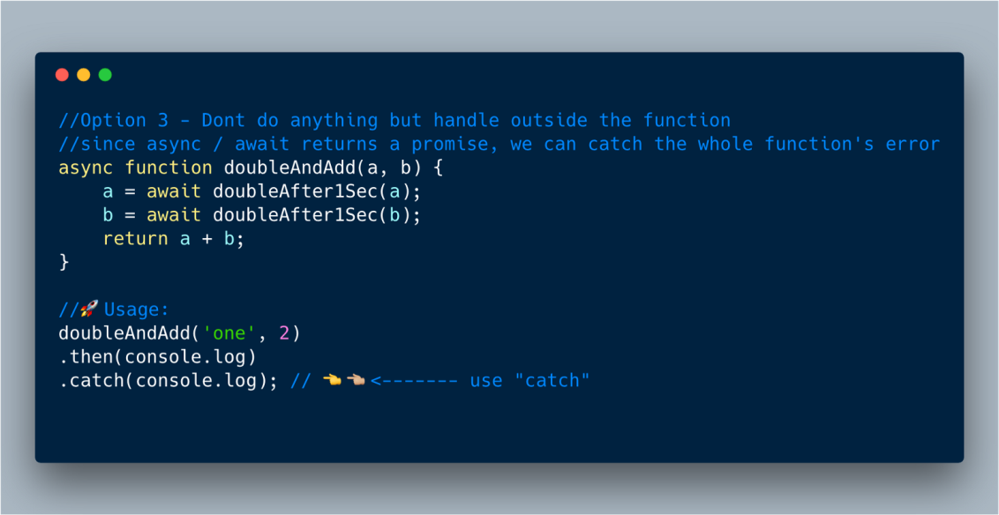 //Option 3 - Dont do anything but handle outside the function
//since async / await returns a promise, we can catch the whole function's error
async function doubleAndAdd(a, b) {
    a = await doubleAfter1Sec(a);
    b = await doubleAfter1Sec(b);
    return a + b;
}

//🚀Usage:
doubleAndAdd('one', 2)
.then(console.log)
.catch(console.log); // 👈👈🏼<------- use "catch"